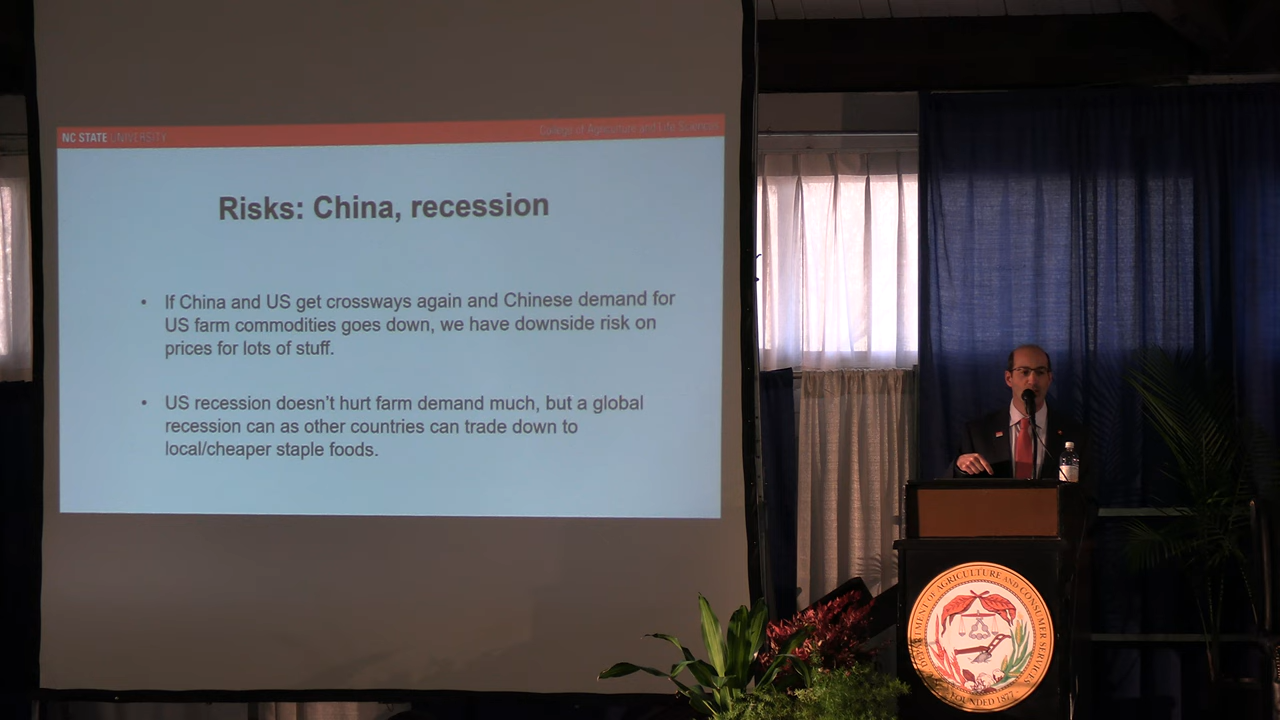 NC STATE UNIVERSITY
College of Agriculture and Life Sciences
Risks: China, recession
• If China and US get crossways again and Chinese demand for
US farm commodities goes down, we have downside risk on
prices for lots of stuff.
• US recession doesn't hurt farm demand much, but a global
recession can as other countries can trade down to
local/cheaper staple foods.
DEPARTMENT OF AGRICULTURE AND CONSUMER SERVICES
FOUNDED 1877